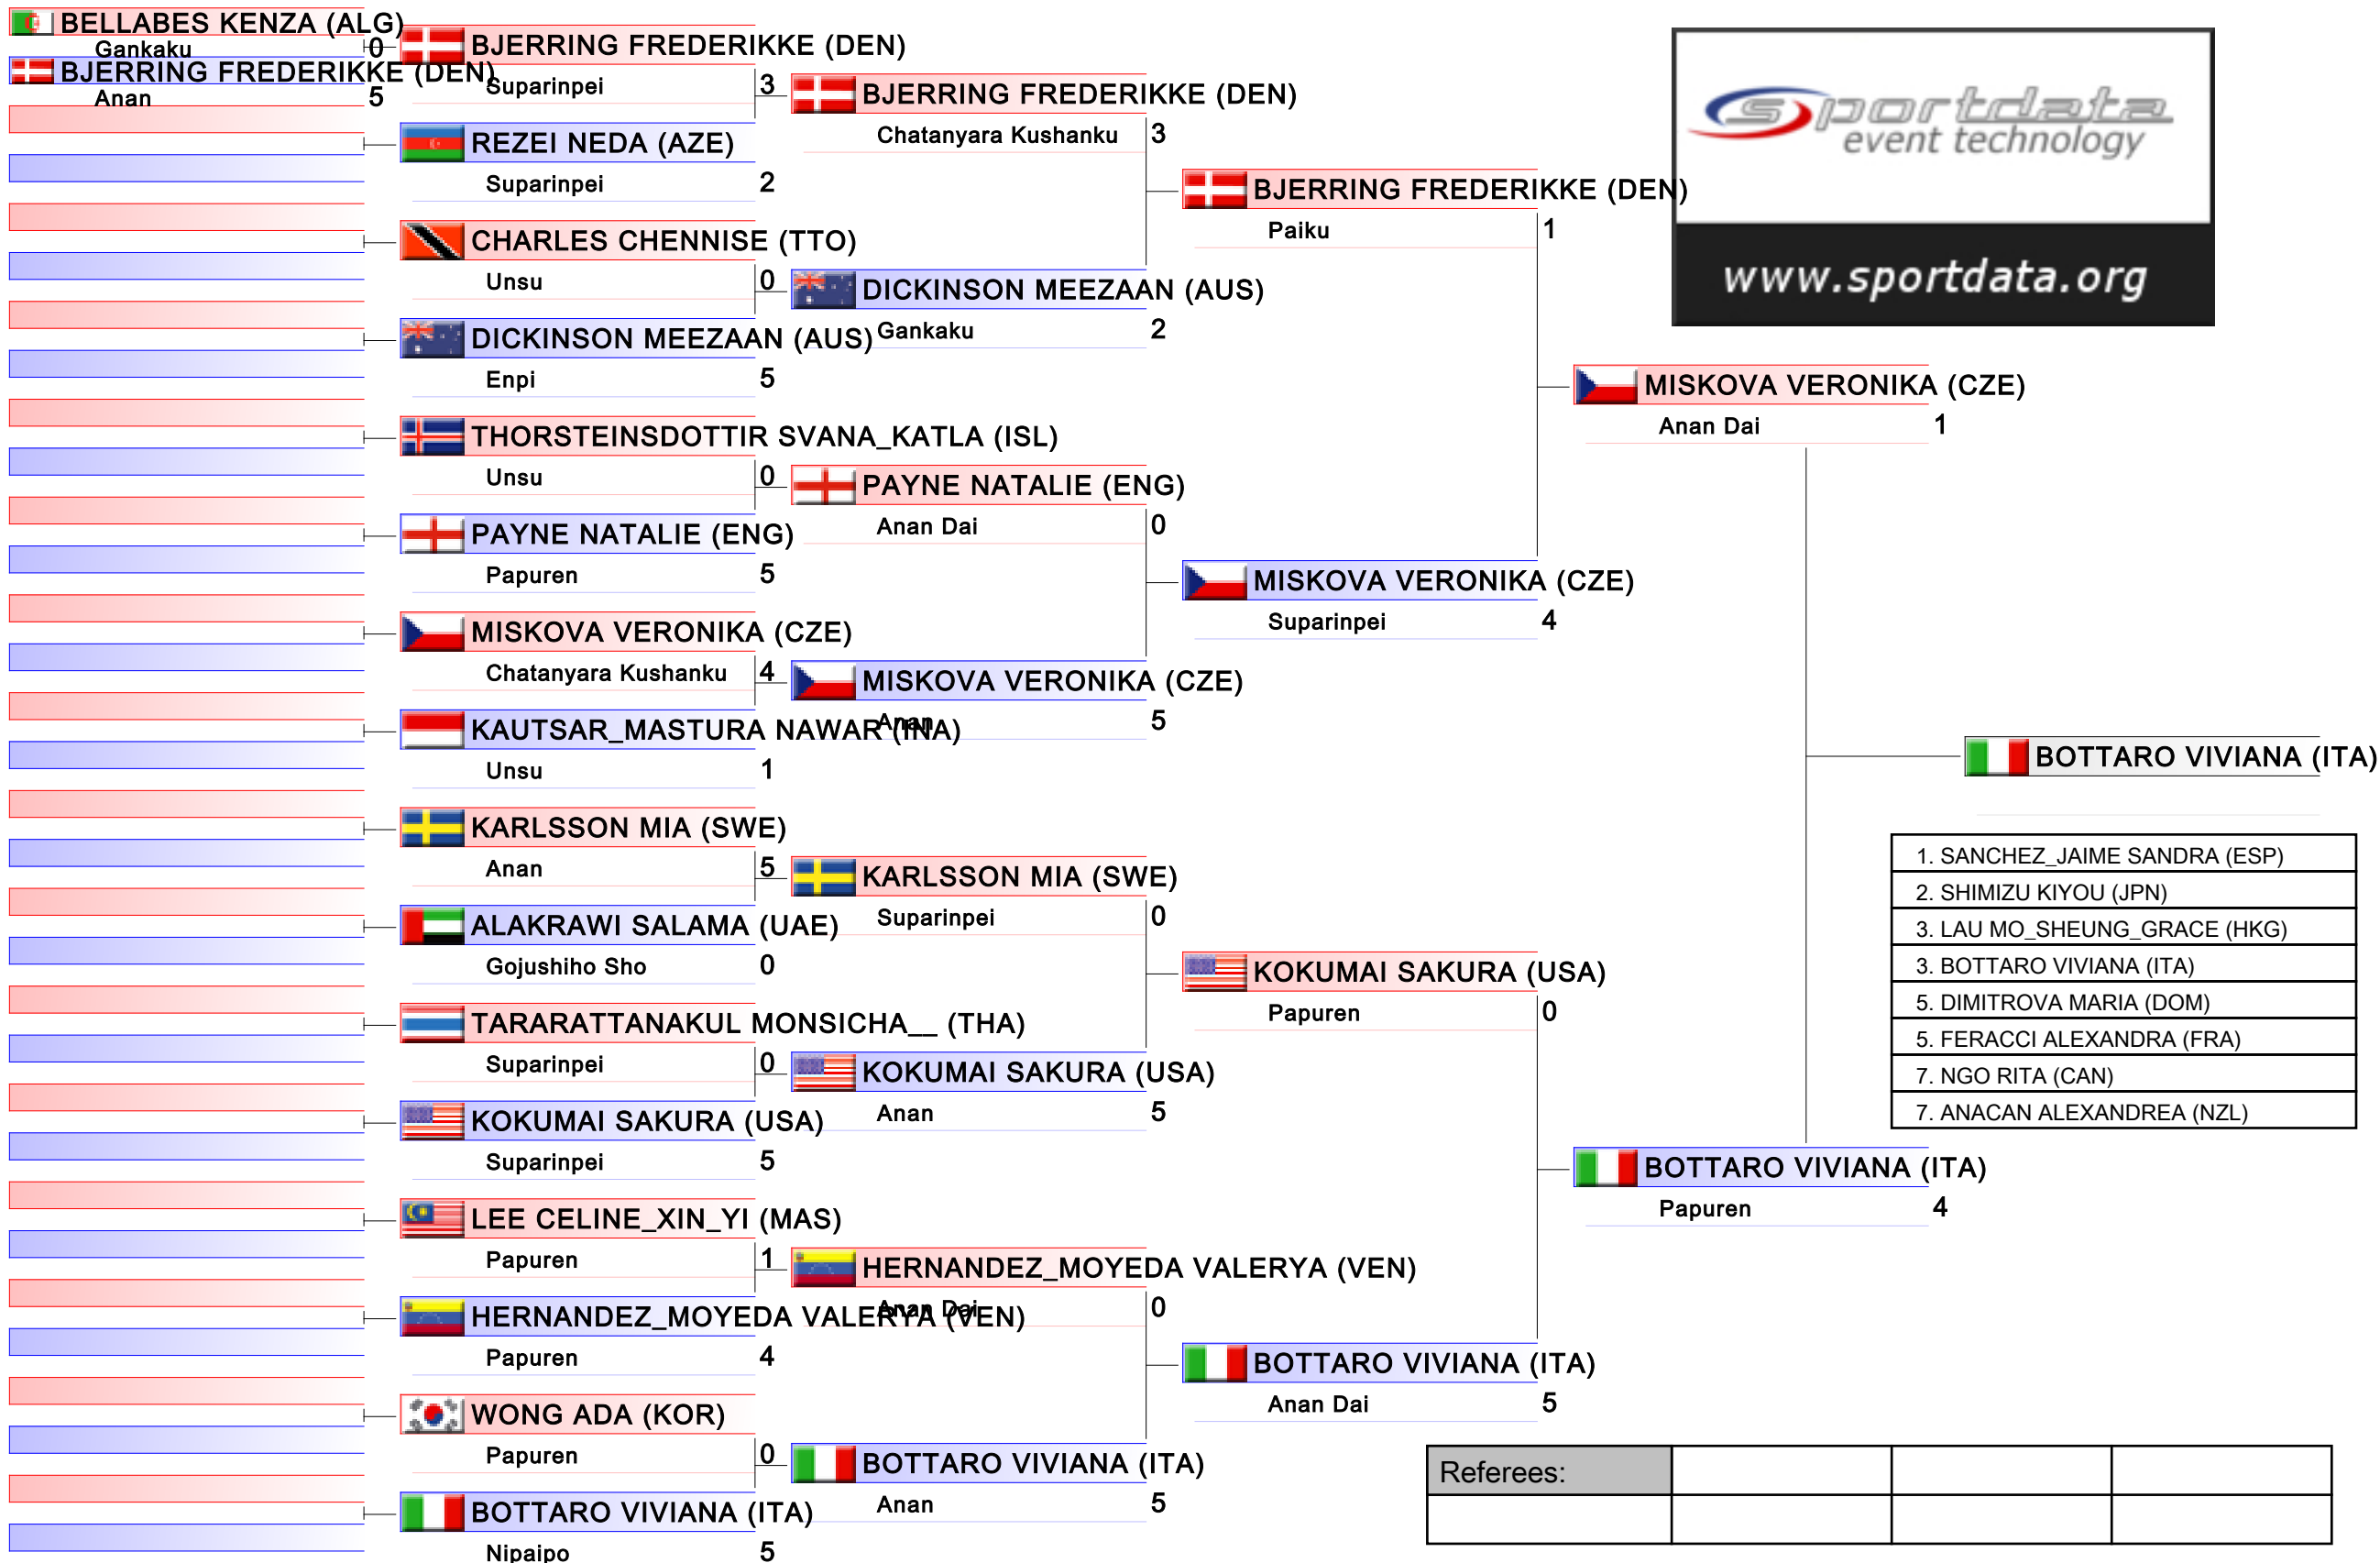 BELLABES KENZA (ALG)
Gankaku
0
BJERRING FREDERIKKE (DEN)
Anan
5
BJERRING FREDERIKKE (DEN)
Suparinpei
3
REZEI NEDA (AZE)
Suparinpei
2
CHARLES CHENNISE (TTO)
Unsu
0
DICKINSON MEEZAAN (AUS)
Enpi
5
THORSTEINSDOTTIR SVANA_KATLA (ISL)
Unsu
0
PAYNE NATALIE (ENG)
Papuren
5
MISKOVA VERONIKA (CZE)
Chatanyara Kushanku
4
KAUTSAR_MASTURA NAWAR (INA)
Unsu
1
KARLSSON MIA (SWE)
Anan
5
ALAKRAWI SALAMA (UAE)
Gojushiho Sho
0
TARARATTANAKUL MONSICHA__ (THA)
Suparinpei
0
KOKUMAI SAKURA (USA)
Suparinpei
5
LEE CELINE_XIN_YI (MAS)
Papuren
1
HERNANDEZ_MOYEDA VALERYA (VEN)
Papuren
4
WONG ADA (KOR)
Papuren
0
BOTTARO VIVIANA (ITA)
Nipaipo
5
BJERRING FREDERIKKE (DEN)
Chatanyara Kushanku
3
DICKINSON MEEZAAN (AUS)
Gankaku
2
PAYNE NATALIE (ENG)
Anan Dai
0
MISKOVA VERONIKA (CZE)
Anan
5
KARLSSON MIA (SWE)
Suparinpei
0
KOKUMAI SAKURA (USA)
Anan
5
HERNANDEZ_MOYEDA VALERYA (VEN)
Anan Dai
0
BOTTARO VIVIANA (ITA)
Anan
5
BJERRING FREDERIKKE (DEN)
Paiku
1
MISKOVA VERONIKA (CZE)
Suparinpei
4
KOKUMAI SAKURA (USA)
Papuren
0
BOTTARO VIVIANA (ITA)
Anan Dai
5
MISKOVA VERONIKA (CZE)
Anan Dai
1
BOTTARO VIVIANA (ITA)
Papuren
4
BOTTARO VIVIANA (ITA)
sportdata
event technology
www.sportdata.org
1. SANCHEZ_JAIME SANDRA (ESP)
2. SHIMIZU KIYOU (JPN)
3. LAU MO_SHEUNG_GRACE (HKG)
3. BOTTARO VIVIANA (ITA)
5. DIMITROVA MARIA (DOM)
5. FERACCI ALEXANDRA (FRA)
7. NGO RITA (CAN)
7. ANACAN ALEXANDREA (NZL)
Referees: